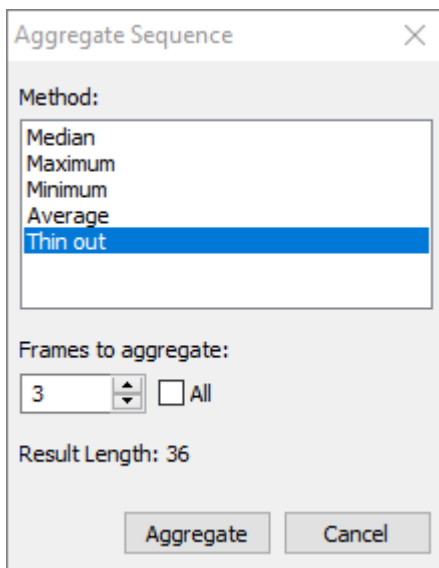 Aggregate Sequence
Method:
Median
Maximum
Minimum
Average
Thin out
Frames to aggregate:
3 All
Result Length: 36
Aggregate Cancel